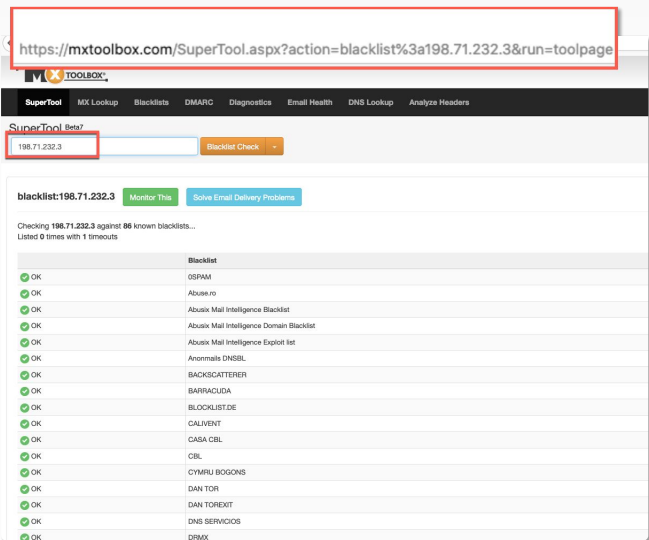 https://mxtoolbox.com/SuperTool.aspx?action=blacklist%3a198.71.232.3&run=toolpage
MX TOOLBOX®
SuperTool MX Lookup Blacklists DMARC Diagnostics Email Health DNS Lookup Analyze Headers
SuperTool Beta7
198.71.232.3 Blacklist Check
blacklist:198.71.232.3 Monitor This Solve Email Delivery Problems
Checking 198.71.232.3 against 86 known blacklists...
Listed 0 times with 1 timeouts
Blacklist
OK 0SPAM
OK Abuse.ro
OK Abusix Mail Intelligence Blacklist
OK Abusix Mail Intelligence Domain Blacklist
OK Abusix Mail Intelligence Exploit list
OK Anonmails DNSBL
OK BACKSCATTERER
OK BARRACUDA
OK BLOCKLIST.DE
OK CALIVENT
OK CASA CBL
OK CBL
OK CYMRU BOGONS
OK DAN TOR
OK DAN TOREXIT
OK DNS SERVICIOS
OK DRMX